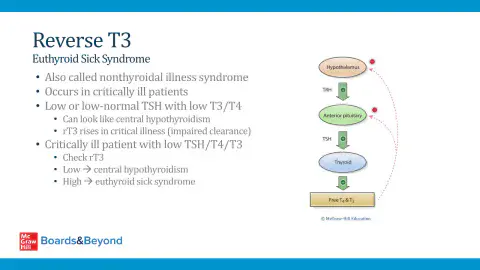 Reverse T3
Euthyroid Sick Syndrome
• Also called nonthyroidal illness syndrome
• Occurs in critically ill patients
• Low or low-normal TSH with low T3/T4
• Can look like central hypothyroidism
• rT3 rises in critical illness (impaired clearance)
• Critically ill patient with low TSH/T4/T3
• Check rT3
• Low → central hypothyroidism
• High → euthyroid sick syndrome
Hypothalamus
TRH
Anterior pituitary
TSH
Thyroid
Free T4 & T3
© McGraw-Hill Education
Mc
Graw
Hill
Boards&Beyond